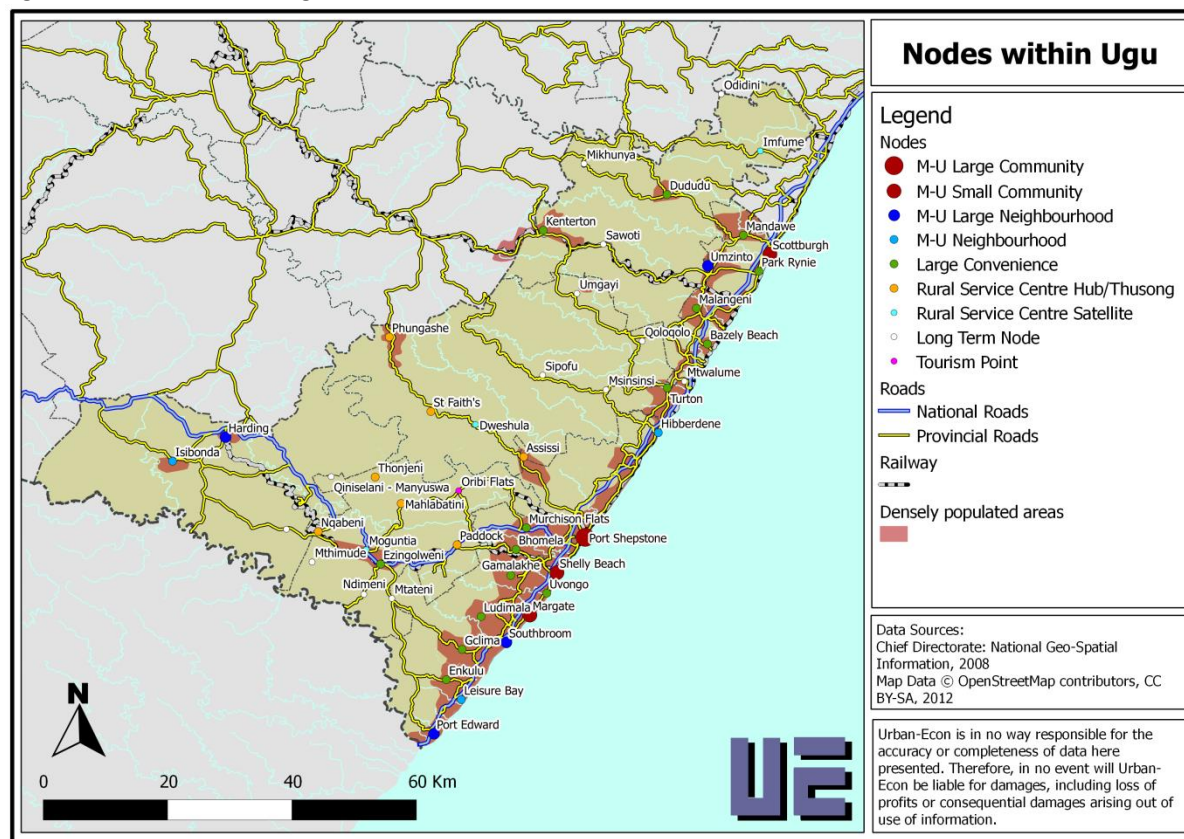 Nodes within Ugu
Legend
Nodes
M-U Large Community
M-U Small Community
M-U Large Neighbourhood
M-U Neighbourhood
Large Convenience
Rural Service Centre Hub/Thusong
Rural Service Centre Satellite
Long Term Node
Tourism Point
Roads
National Roads
Provincial Roads
Railway
Densely populated areas
Data Sources:
Chief Directorate: National Geo-Spatial
Information, 2008
Map Data © OpenStreetMap contributors, CC
BY-SA, 2012
Urban-Econ is in no way responsible for the
accuracy or completeness of data here
presented. Therefore, in no event will Urban-
Econ be liable for damages, including loss of
profits or consequential damages arising out of
use of information.
Odidini
Imfume
Mikhunya
Dududu
Kenterton
Sawoti
Mandawe
Scottburgh
Umzinto
Park Rynie
Umgayi
Malangeni
Phungashe
Qoloqolo
Bazely Beach
Sipofu
Msinsinsi
Mtwalume
Turton
St Faith's
Dweshula
Hibberdene
Harding
Isibonda
Assissi
Thonjeni
Qiniselani - Manyuswa
Oribi Flats
Mahlabatini
Nqabeni
Murchison Flats
Port Shepstone
Moguntia
Paddock
Bhomela
Mthimude
Ezingolweni
Gamalakhe
Shelly Beach
Uvongo
Ndimeni
Mtateni
Ludimala
Margate
Southbroom
Gclima
Enkulu
Leisure Bay
Port Edward
N
0 20 40 60 Km
UE